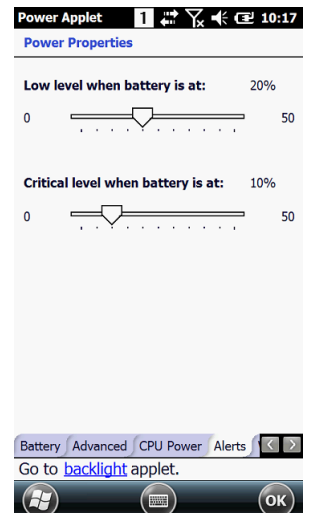 Power Applet 1 10:17
Power Properties
Low level when battery is at: 20%
0 50
Critical level when battery is at: 10%
0 50
Battery Advanced CPU Power Alerts
Go to backlight applet.
OK